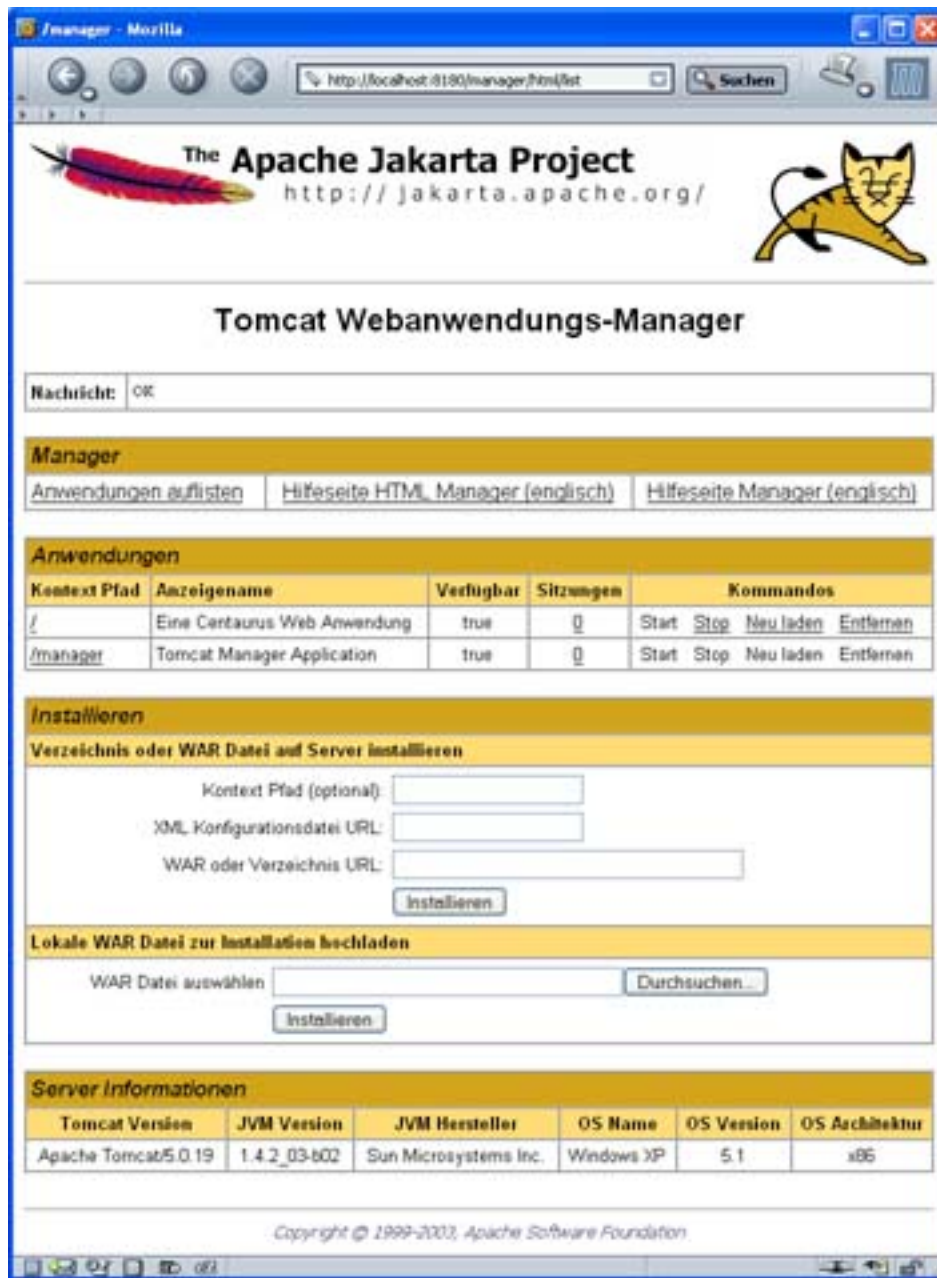 /manager - Mozilla
http://localhost:8180/manager/html/list
Suchen
The Apache Jakarta Project
http://jakarta.apache.org/
Tomcat Webanwendungs-Manager
Nachricht: OK
Manager
Anwendungen auflisten Hilfeseite HTML Manager (englisch) Hilfeseite Manager (englisch)
Anwendungen
Kontext Pfad Anzeigename Verfügbar Sitzungen Kommandos
/ Eine Centaurus Web Anwendung true 0 Start Stop Neu laden Entfernen
/manager Tomcat Manager Application true 0 Start Stop Neu laden Entfernen
Installieren
Verzeichnis oder WAR Datei auf Server installieren
Kontext Pfad (optional):
XML Konfigurationsdatei URL:
WAR oder Verzeichnis URL:
Installieren
Lokale WAR Datei zur Installation hochladen
WAR Datei auswählen Durchsuchen...
Installieren
Server Informationen
Tomcat Version JVM Version JVM Hersteller OS Name OS Version OS Architektur
Apache Tomcat/5.0.19 1.4.2_03-b02 Sun Microsystems Inc. Windows XP 5.1 x86
Copyright © 1999-2003, Apache Software Foundation